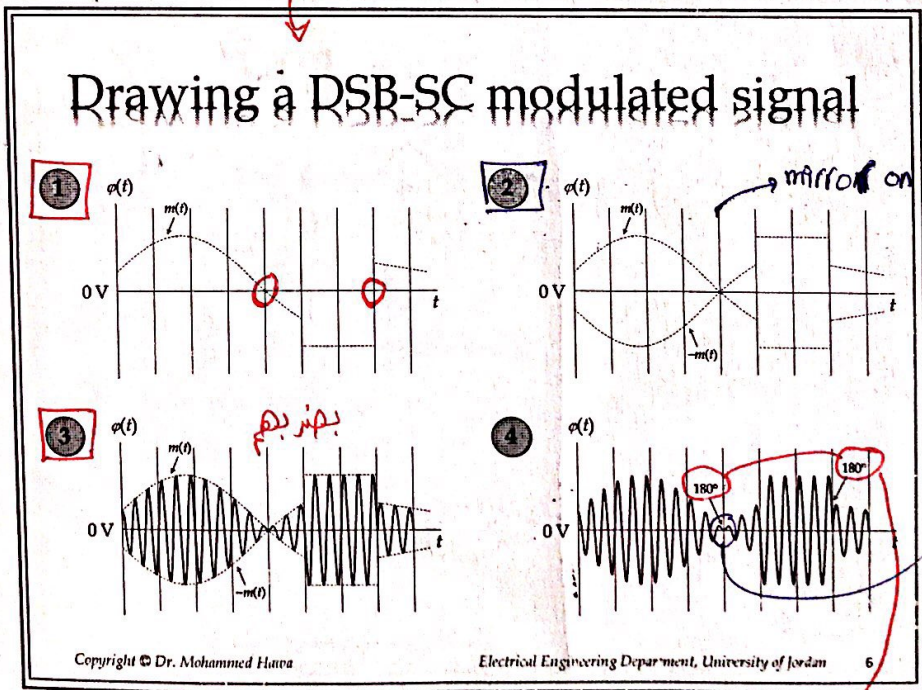 Drawing a DSB-SC modulated signal
1
φ(t)
m(t)
0 V
t
2
φ(t)
mirror on
m(t)
0 V
t
−m(t)
3
φ(t)
m(t)
0 V
−m(t)
4
φ(t)
180°
180°
0 V
t
Copyright © Dr. Mohammed Hawa
Electrical Engineering Department, University of Jordan
6